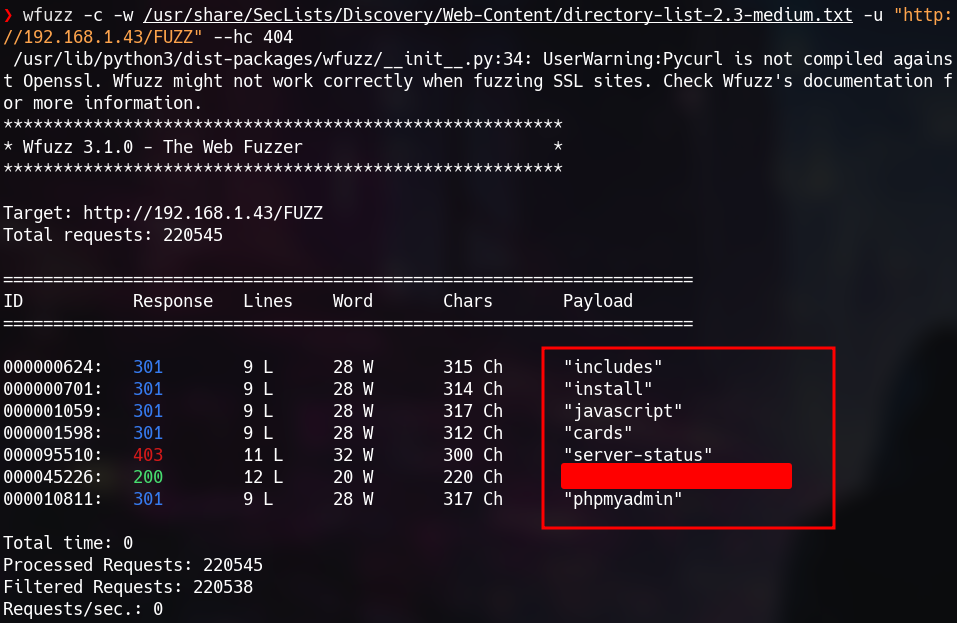 ❯ wfuzz -c -w /usr/share/SecLists/Discovery/Web-Content/directory-list-2.3-medium.txt -u "http:
//192.168.1.43/FUZZ" --hc 404
/usr/lib/python3/dist-packages/wfuzz/__init__.py:34: UserWarning:Pycurl is not compiled agains
t Openssl. Wfuzz might not work correctly when fuzzing SSL sites. Check Wfuzz's documentation f
or more information.
********************************************************
* Wfuzz 3.1.0 - The Web Fuzzer                         *
********************************************************
Target: http://192.168.1.43/FUZZ
Total requests: 220545
=====================================================================
ID           Response   Lines    Word       Chars       Payload
=====================================================================
000000624:   301        9 L      28 W       315 Ch      "includes"
000000701:   301        9 L      28 W       314 Ch      "install"
000001059:   301        9 L      28 W       317 Ch      "javascript"
000001598:   301        9 L      28 W       312 Ch      "cards"
000095510:   403        11 L     32 W       300 Ch      "server-status"
000045226:   200        12 L     20 W       220 Ch
000010811:   301        9 L      28 W       317 Ch      "phpmyadmin"
Total time: 0
Processed Requests: 220545
Filtered Requests: 220538
Requests/sec.: 0